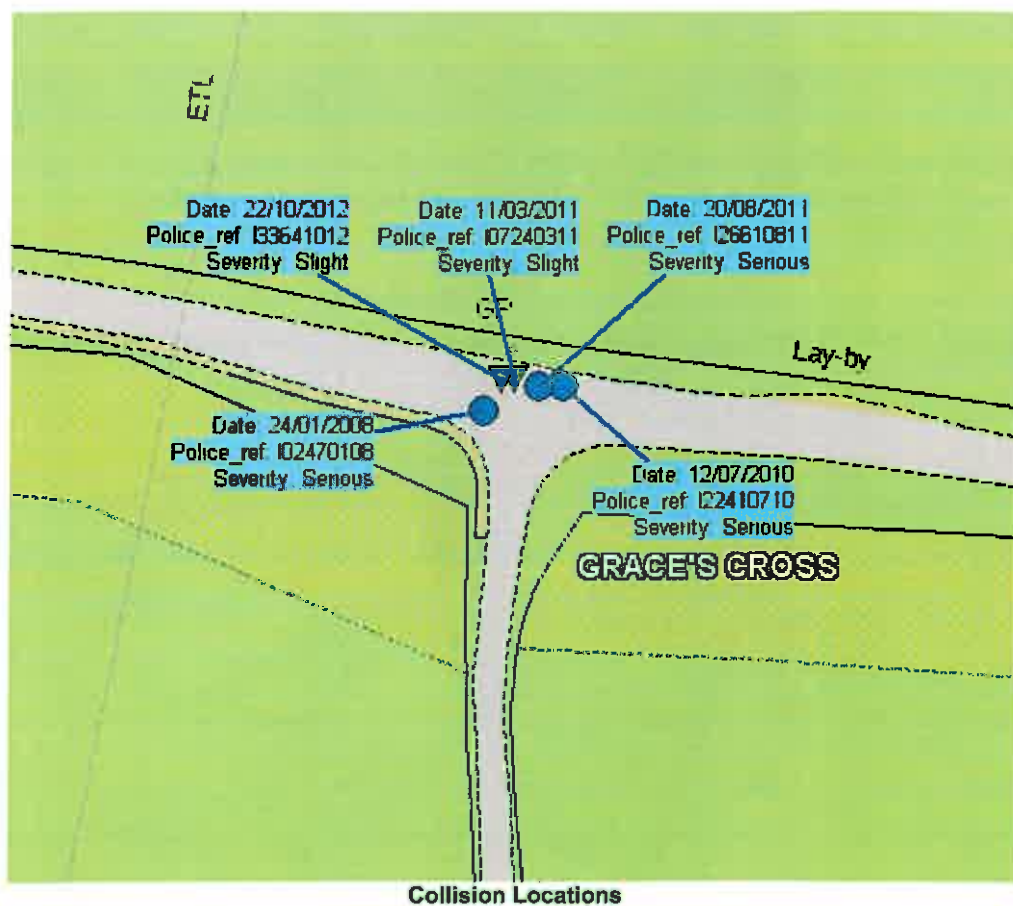 ETL
Date: 22/10/2012
Police_ref: I33641012
Severity: Slight
Date: 11/03/2011
Police_ref: I07240311
Severity: Slight
Date: 20/08/2011
Police_ref: I26610811
Severity: Serious
Lay-by
Date: 24/01/2008
Police_ref: I02470108
Severity: Serious
Date: 12/07/2010
Police_ref: I22410710
Severity: Serious
GRACE'S CROSS
Collision Locations